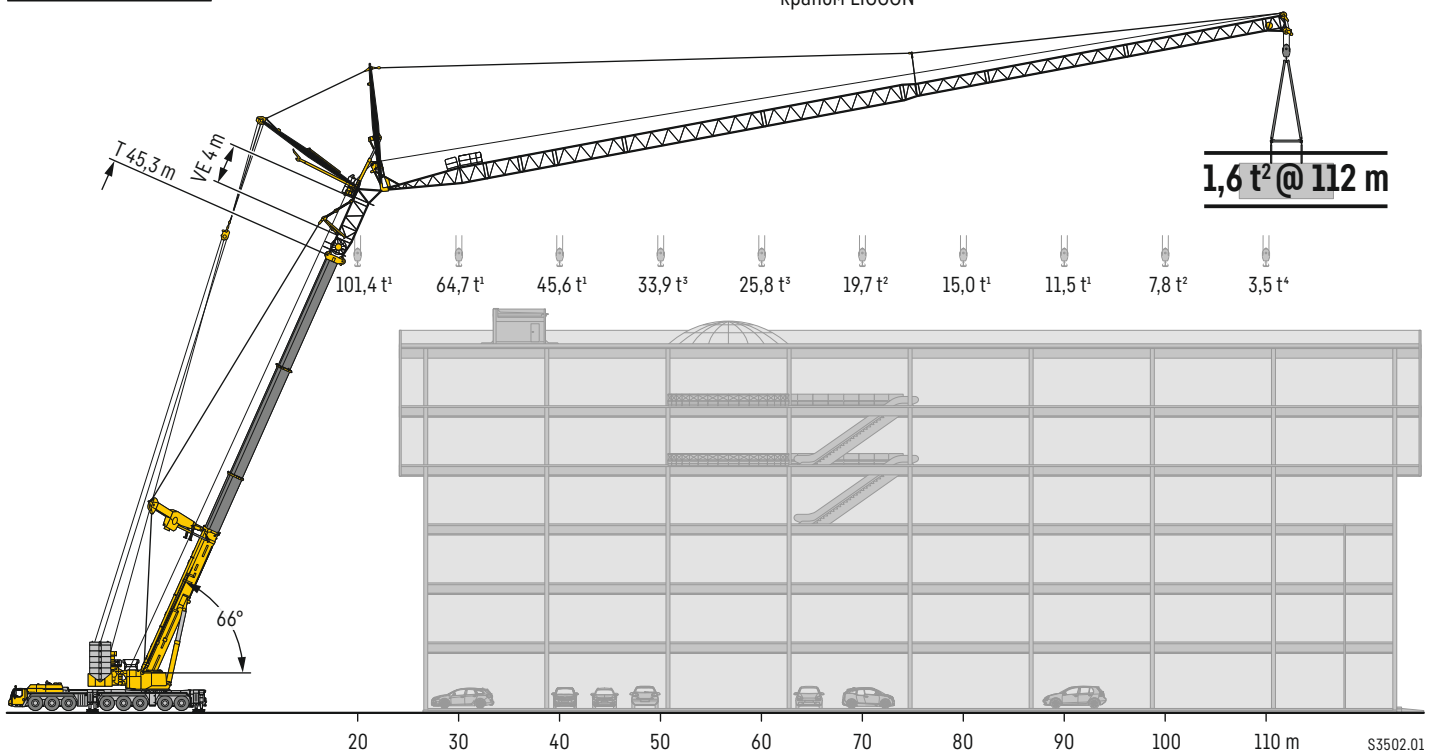 краном LICCON
T 45,3 m
VE 4 m
1,6 t² @ 112 m
101,4 t¹ 64,7 t¹ 45,6 t¹ 33,9 t³ 25,8 t³ 19,7 t² 15,0 t¹ 11,5 t¹ 7,8 t² 3,5 t⁴
66°
20 30 40 50 60 70 80 90 100 110 m
S3502.01